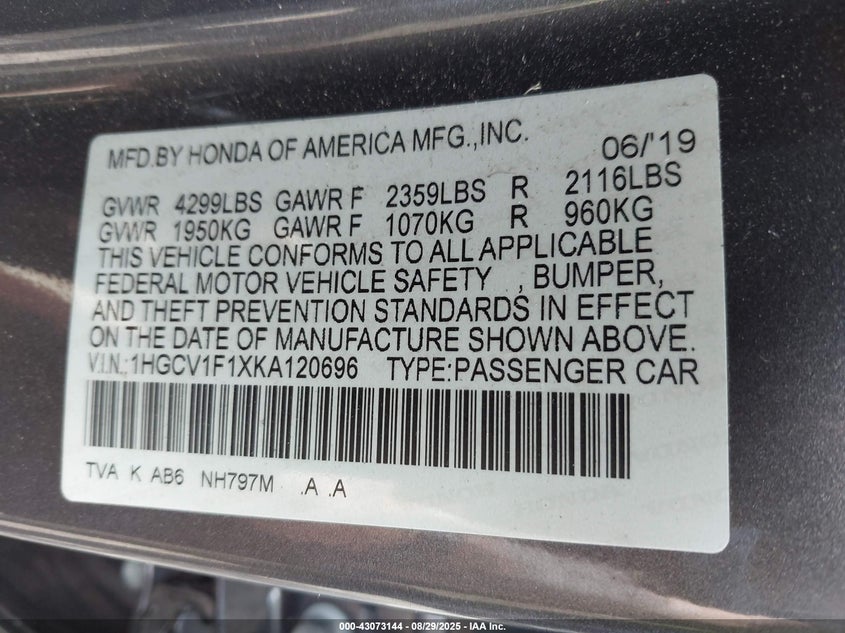 MFD.BY HONDA OF AMERICA MFG.,INC. 06/'19
GVWR 4299LBS GAWR F 2359LBS R 2116LBS
GVWR 1950KG GAWR F 1070KG R 960KG
THIS VEHICLE CONFORMS TO ALL APPLICABLE
FEDERAL MOTOR VEHICLE SAFETY , BUMPER,
AND THEFT PREVENTION STANDARDS IN EFFECT
ON THE DATE OF MANUFACTURE SHOWN ABOVE.
V.I.N.:1HGCV1F1XKA120696 TYPE:PASSENGER CAR
TVA K AB6 NH797M .A .A
000-43073144 - 08/29/2025 - IAA Inc.